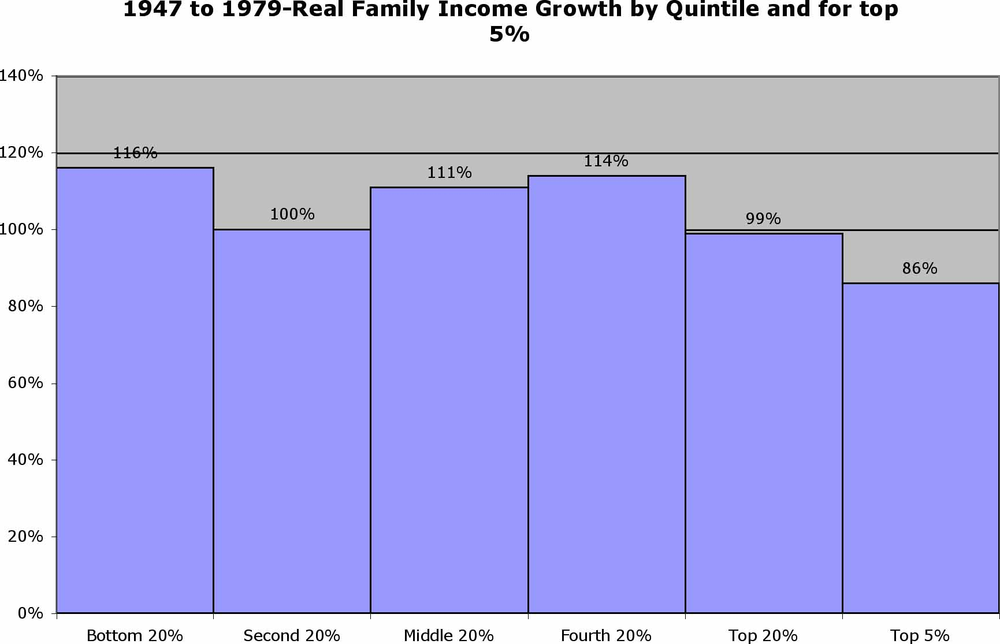 1947 to 1979-Real Family Income Growth by Quintile and for top
5%
140%
120%
100%
80%
60%
40%
20%
0%
116%
100%
111%
114%
99%
86%
Bottom 20%
Second 20%
Middle 20%
Fourth 20%
Top 20%
Top 5%